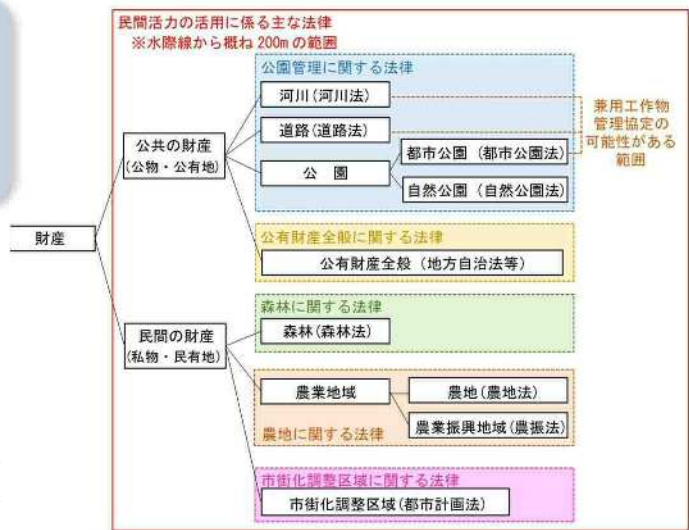 民間活力の活用に係る主な法律
※水際線から概ね 200m の範囲
公園管理に関する法律
河川(河川法)
道路(道路法)
公 園
都市公園（都市公園法）
自然公園（自然公園法）
兼用工作物
管理協定の
可能性がある
範囲
公共の財産
(公物・公有地)
財産
公有財産全般に関する法律
公有財産全般（地方自治法等）
森林に関する法律
森林(森林法)
民間の財産
(私物・民有地)
農業地域
農地(農地法)
農業振興地域(農振法)
農地に関する法律
市街化調整区域に関する法律
市街化調整区域(都市計画法)